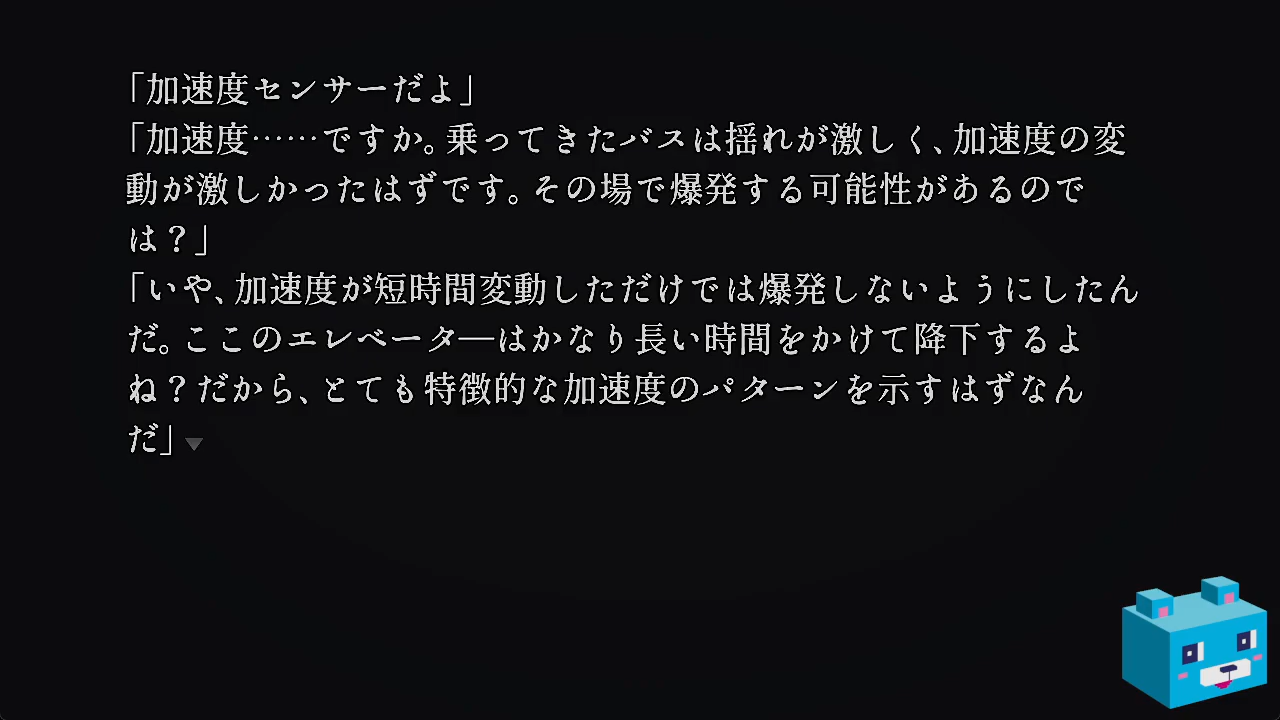 「加速度センサーだよ」
「加速度……ですか。乗ってきたバスは揺れが激しく、加速度の変
動が激しかったはずです。その場で爆発する可能性があるので
は？」
「いや、加速度が短時間変動しただけでは爆発しないようにしたん
だ。ここのエレベータ―はかなり長い時間をかけて降下するよ
ね？だから、とても特徴的な加速度のパターンを示すはずなん
だ」